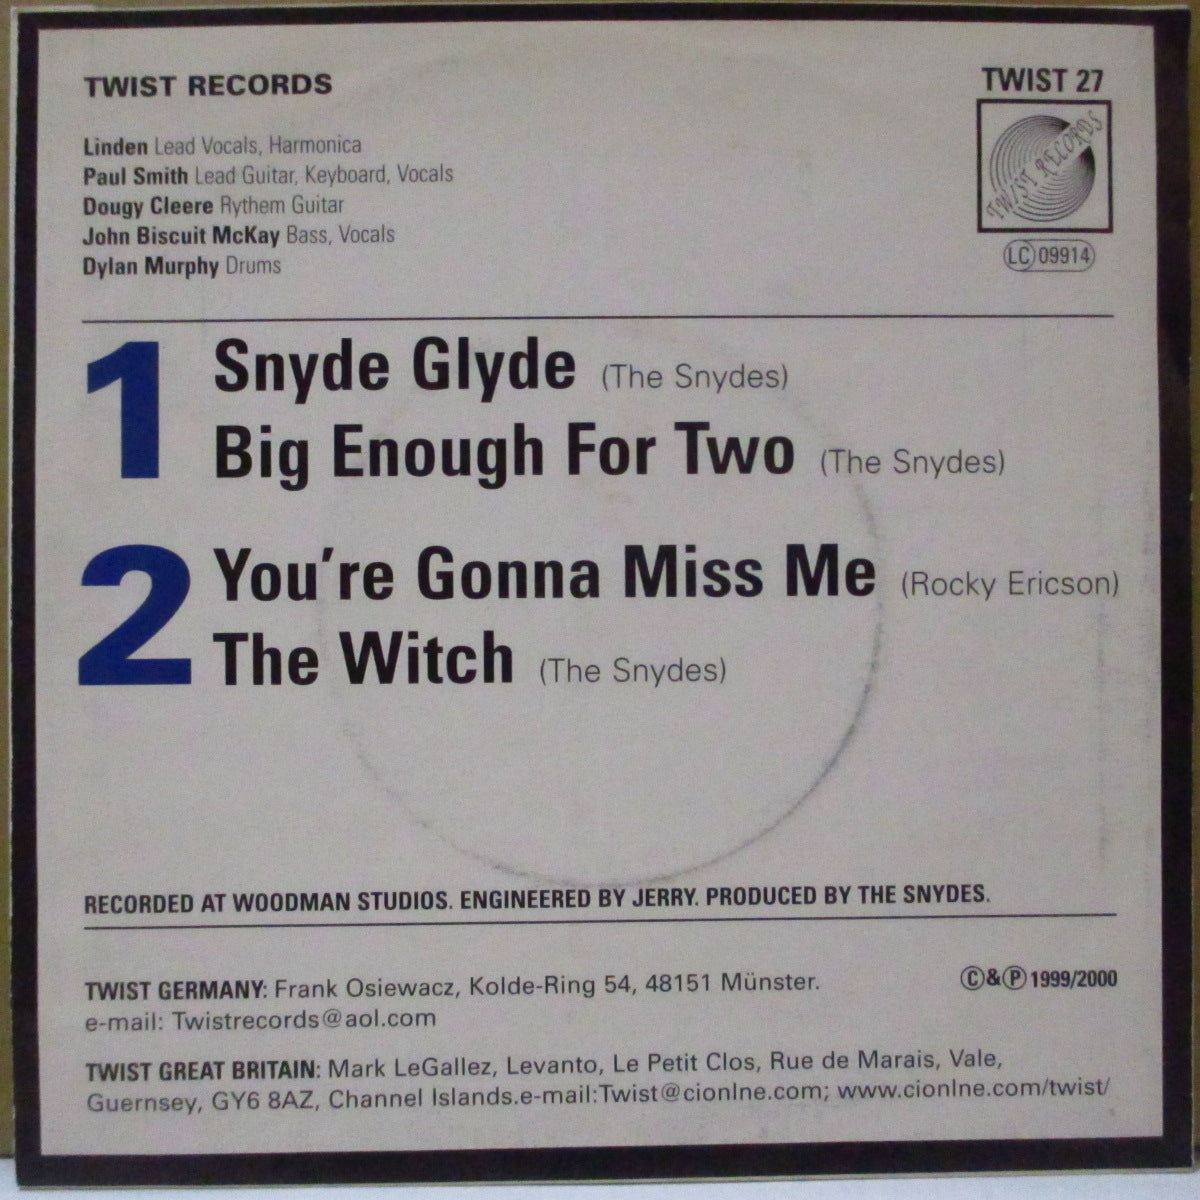 TWIST RECORDS
TWIST 27
TWIST RECORDS
LC 09914
Linden Lead Vocals, Harmonica
Paul Smith Lead Guitar, Keyboard, Vocals
Dougy Cleere Rythem Guitar
John Biscuit McKay Bass, Vocals
Dylan Murphy Drums
1 Snyde Glyde (The Snydes)
Big Enough For Two (The Snydes)
2 You're Gonna Miss Me (Rocky Ericson)
The Witch (The Snydes)
RECORDED AT WOODMAN STUDIOS. ENGINEERED BY JERRY. PRODUCED BY THE SNYDES.
TWIST GERMANY: Frank Osiewacz, Kolde-Ring 54, 48151 Münster.
e-mail: Twistrecords@aol.com
©&℗ 1999/2000
TWIST GREAT BRITAIN: Mark LeGallez, Levanto, Le Petit Clos, Rue de Marais, Vale,
Guernsey, GY6 8AZ, Channel Islands.e-mail:Twist@cionlne.com; www.cionlne.com/twist/